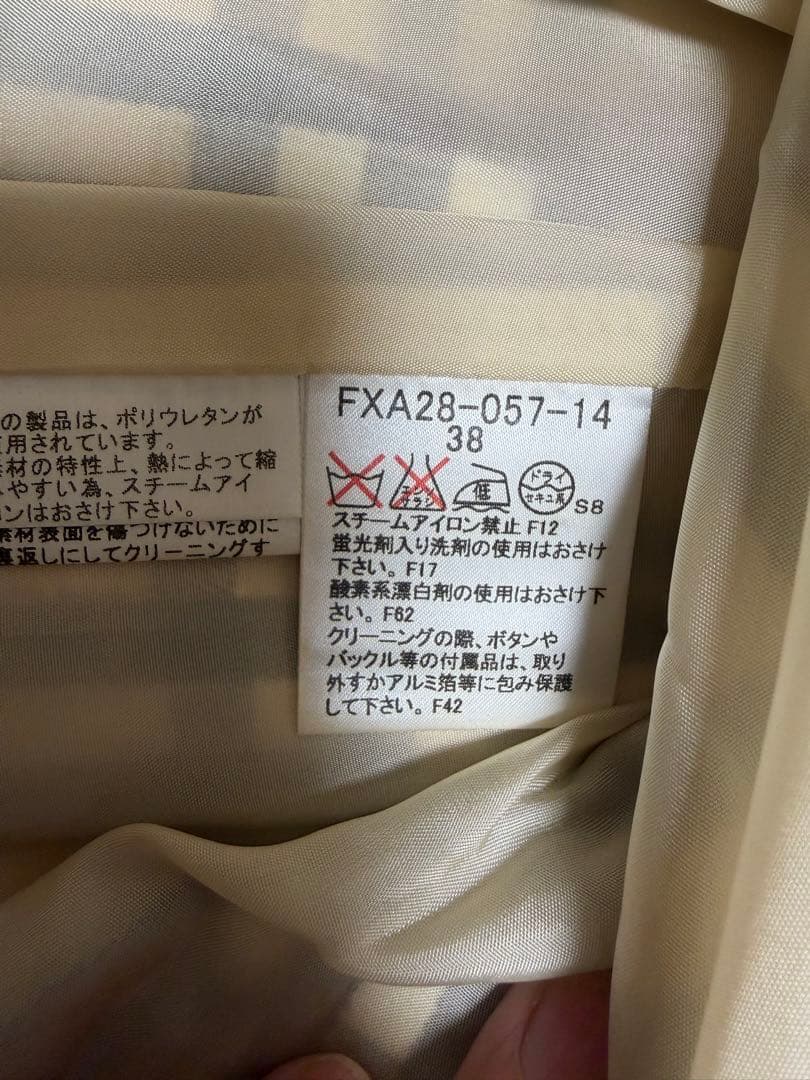 の製品は、ポリウレタンが
用されています。
材の特性上、熱によって縮
やすい為、スチームアイ
ンはおさけ下さい。
素材表面を傷つけないために
裏返しにしてクリーニングす
FXA28-057-14
38
エンソ
サラシ
低
ドライ
セキユ系
S8
スチームアイロン禁止 F12
蛍光剤入り洗剤の使用はおさけ
下さい。F17
酸素系漂白剤の使用はおさけ下
さい。F62
クリーニングの際、ボタンや
バックル等の付属品は、取り
外すかアルミ箔等に包み保護
して下さい。F42